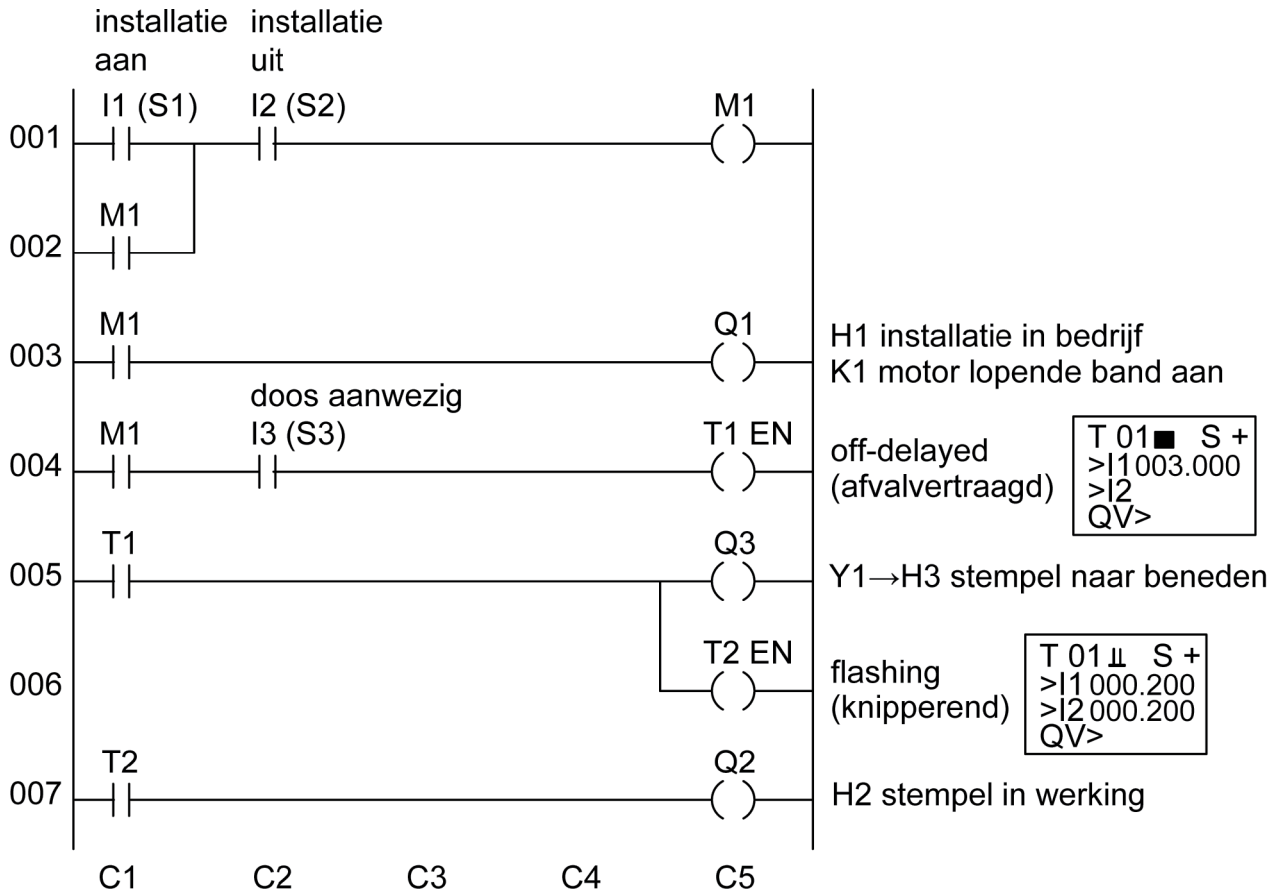 installatie aan
installatie uit
I1 (S1)
I2 (S2)
M1
001
M1
002
M1
Q1
003
H1 installatie in bedrijf
K1 motor lopende band aan
doos aanwezig
M1
I3 (S3)
T1 EN
004
off-delayed
(afvalvertraagd)
T 01■ S +
>I1 003.000
>I2
QV>
T1
Q3
005
Y1→H3 stempel naar beneden
T2 EN
006
flashing
(knipperend)
T 01⫫ S +
>I1 000.200
>I2 000.200
QV>
T2
Q2
007
H2 stempel in werking
C1 C2 C3 C4 C5